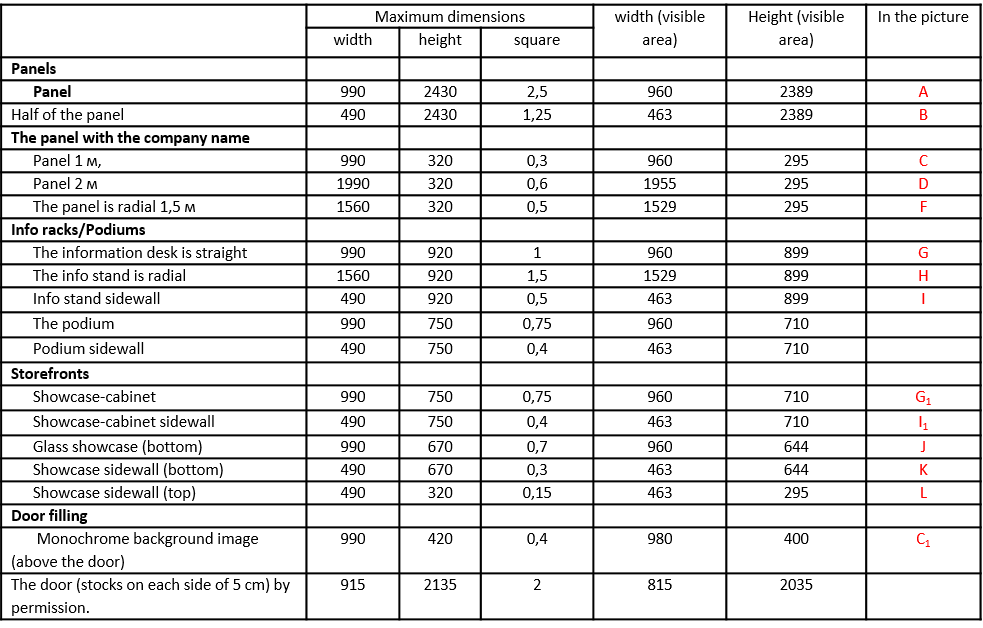 Maximum dimensions width (visible Height (visible In the picture
width height square area) area)
Panels
Panel 990 2430 2,5 960 2389 A
Half of the panel 490 2430 1,25 463 2389 B
The panel with the company name
Panel 1 м, 990 320 0,3 960 295 C
Panel 2 м 1990 320 0,6 1955 295 D
The panel is radial 1,5 м 1560 320 0,5 1529 295 F
Info racks/Podiums
The information desk is straight 990 920 1 960 899 G
The info stand is radial 1560 920 1,5 1529 899 H
Info stand sidewall 490 920 0,5 463 899 I
The podium 990 750 0,75 960 710
Podium sidewall 490 750 0,4 463 710
Storefronts
Showcase-cabinet 990 750 0,75 960 710 G₁
Showcase-cabinet sidewall 490 750 0,4 463 710 I₁
Glass showcase (bottom) 990 670 0,7 960 644 J
Showcase sidewall (bottom) 490 670 0,3 463 644 K
Showcase sidewall (top) 490 320 0,15 463 295 L
Door filling
Monochrome background image 990 420 0,4 980 400 C₁
(above the door)
The door (stocks on each side of 5 cm) by 915 2135 2 815 2035
permission.